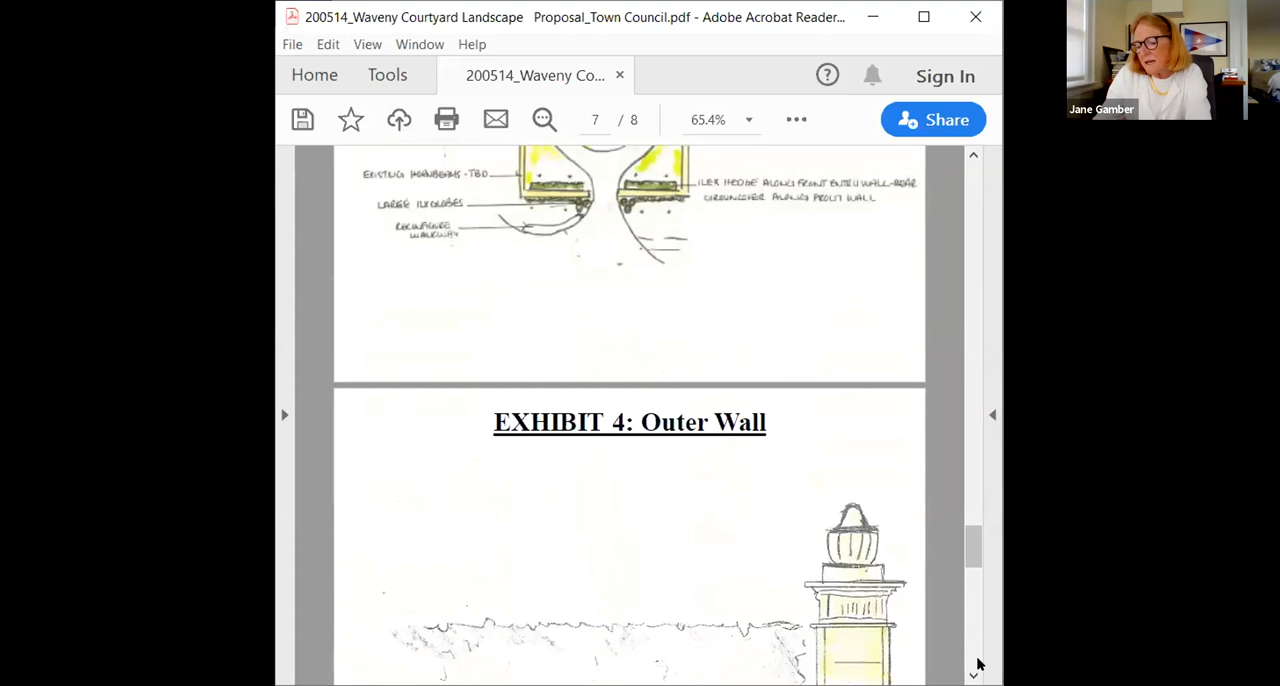 200514_Waveny Courtyard Landscape Proposal_Town Council.pdf - Adobe Acrobat Reader...
File Edit View Window Help
Home Tools 200514_Waveny Co... × Sign In
7 / 8 65.4% Share
Jane Gamber
EXISTING HORNBEAMS - TBD
ILEX HEDGE ALONG FRONT ENTRY WALL - REAR
GROUNDCOVER ALONG FRONT WALL
LARGE ILX GLOBES
RECONFIGURE
WALKWAY
EXHIBIT 4: Outer Wall